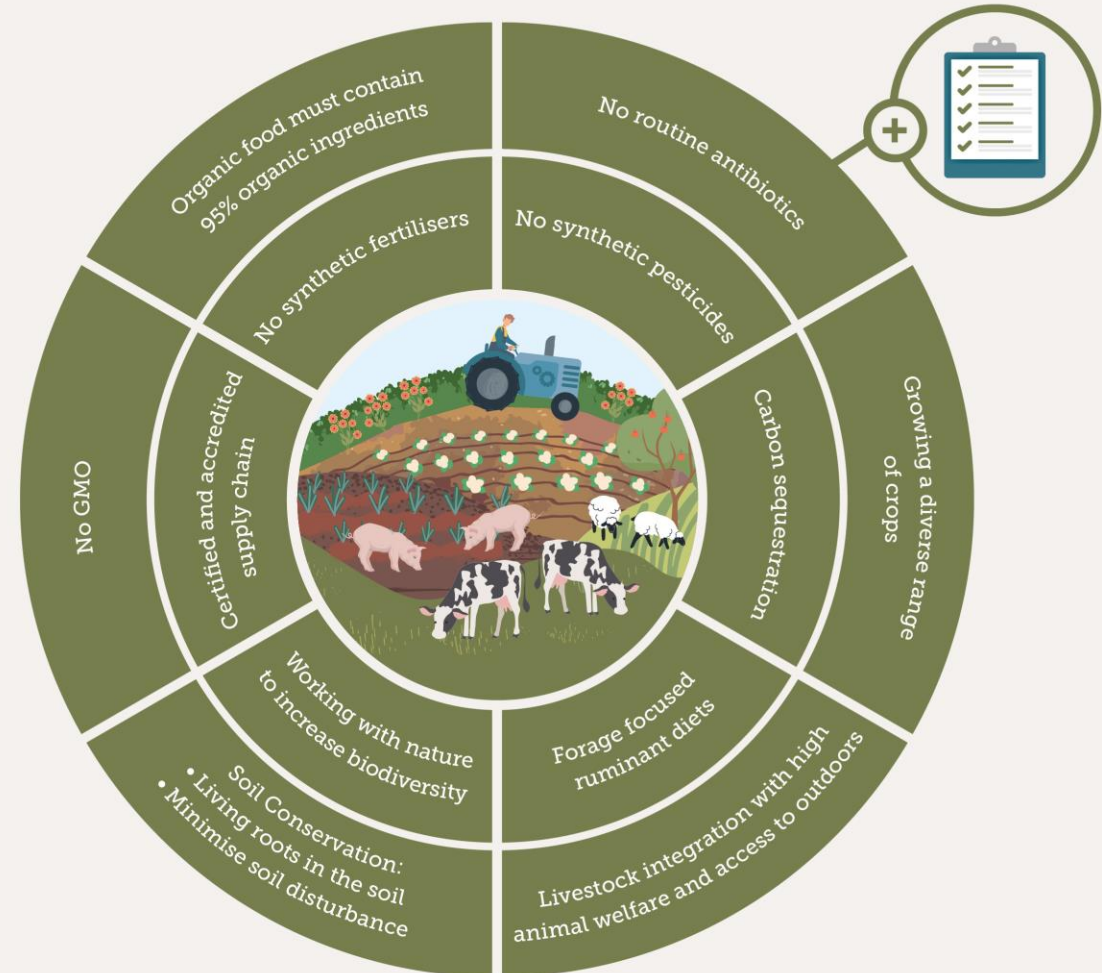 Organic food must contain
95% organic ingredients
No routine antibiotics
+
No synthetic fertilisers
No synthetic pesticides
No GMO
Certified and accredited
supply chain
Carbon sequestration
Growing a diverse range
of crops
Working with nature
to increase biodiversity
Forage focused
ruminant diets
Soil Conservation:
• Living roots in the soil
• Minimise soil disturbance
Livestock integration with high
animal welfare and access to outdoors